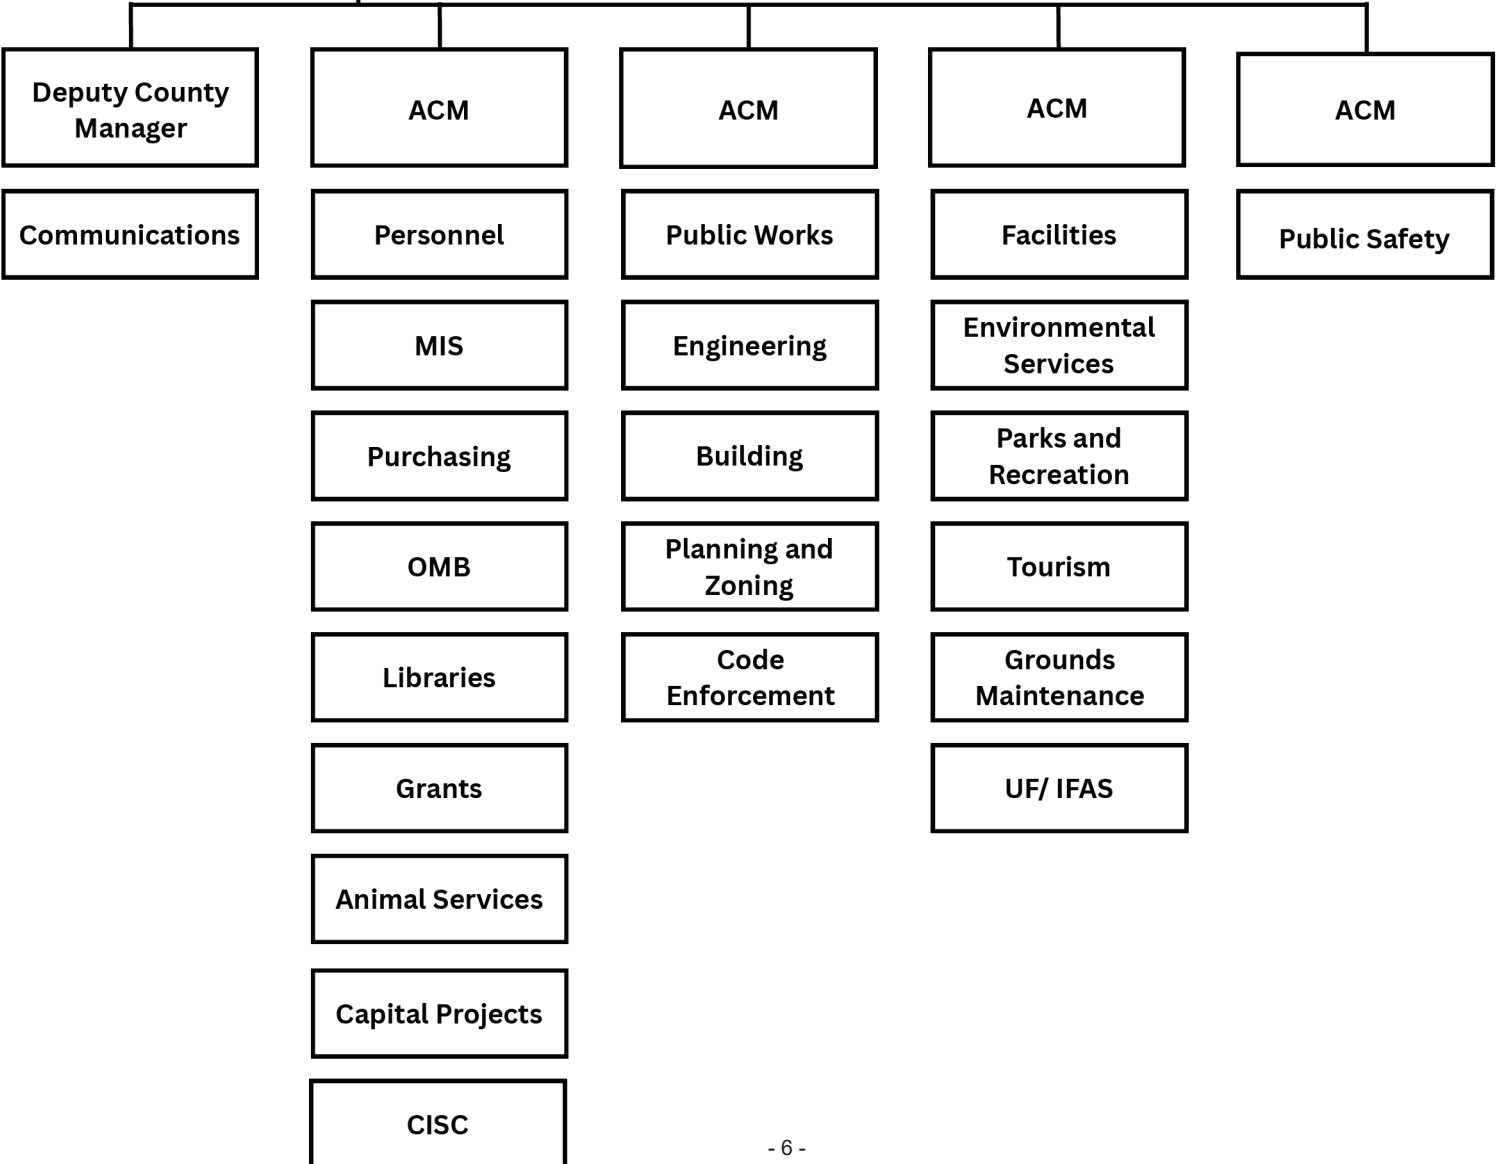 Deputy County
Manager
Communications
ACM
Personnel
MIS
Purchasing
OMB
Libraries
Grants
Animal Services
Capital Projects
CISC
ACM
Public Works
Engineering
Building
Planning and
Zoning
Code
Enforcement
ACM
Facilities
Environmental
Services
Parks and
Recreation
Tourism
Grounds
Maintenance
UF/ IFAS
ACM
Public Safety
- 6 -